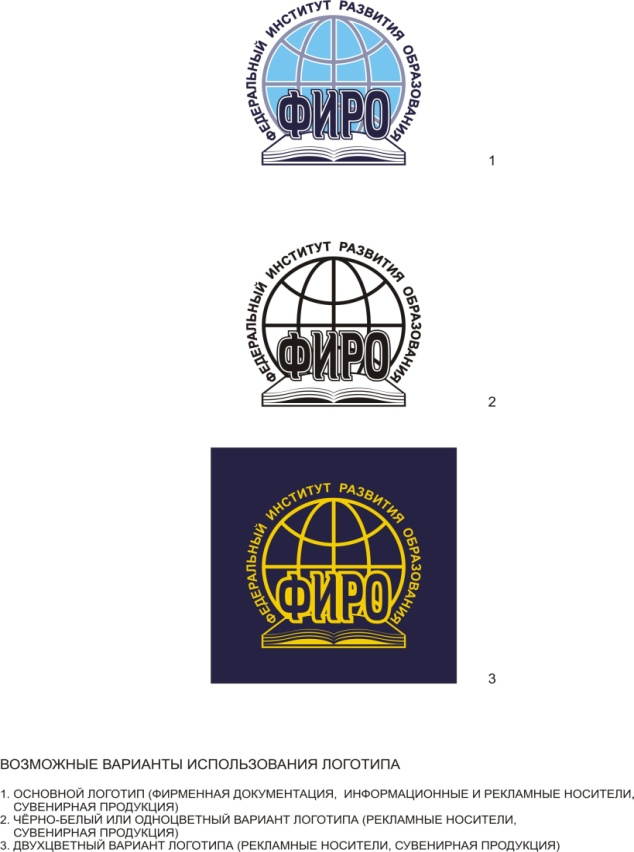 ФЕДЕРАЛЬНЫЙ ИНСТИТУТ РАЗВИТИЯ ОБРАЗОВАНИЯ
ФИРО
1
ФЕДЕРАЛЬНЫЙ ИНСТИТУТ РАЗВИТИЯ ОБРАЗОВАНИЯ
ФИРО
2
ФЕДЕРАЛЬНЫЙ ИНСТИТУТ РАЗВИТИЯ ОБРАЗОВАНИЯ
ФИРО
3
ВОЗМОЖНЫЕ ВАРИАНТЫ ИСПОЛЬЗОВАНИЯ ЛОГОТИПА
1. ОСНОВНОЙ ЛОГОТИП (ФИРМЕННАЯ ДОКУМЕНТАЦИЯ, ИНФОРМАЦИОННЫЕ И РЕКЛАМНЫЕ НОСИТЕЛИ,
СУВЕНИРНАЯ ПРОДУКЦИЯ)
2. ЧЁРНО-БЕЛЫЙ ИЛИ ОДНОЦВЕТНЫЙ ВАРИАНТ ЛОГОТИПА (РЕКЛАМНЫЕ НОСИТЕЛИ,
СУВЕНИРНАЯ ПРОДУКЦИЯ)
3. ДВУХЦВЕТНЫЙ ВАРИАНТ ЛОГОТИПА (РЕКЛАМНЫЕ НОСИТЕЛИ, СУВЕНИРНАЯ ПРОДУКЦИЯ)